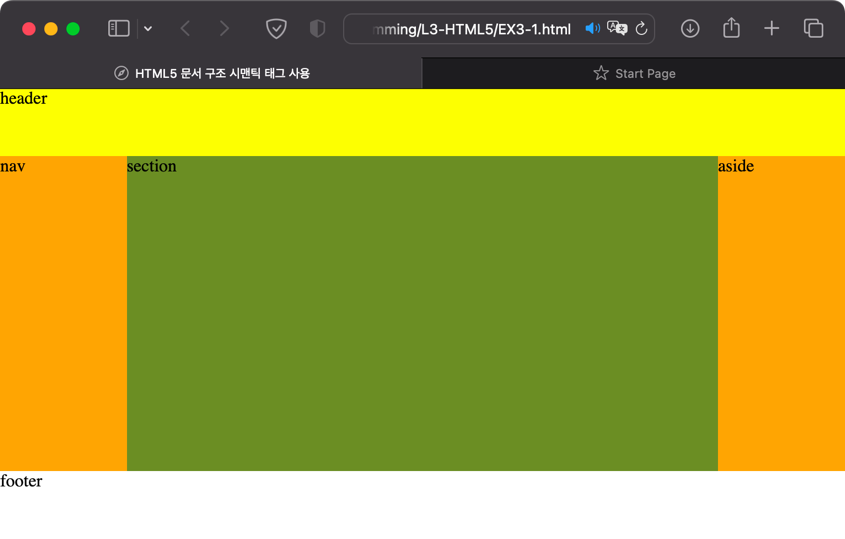 mming/L3-HTML5/EX3-1.html
HTML5 문서 구조 시맨틱 태그 사용
Start Page
header
nav
section
aside
footer